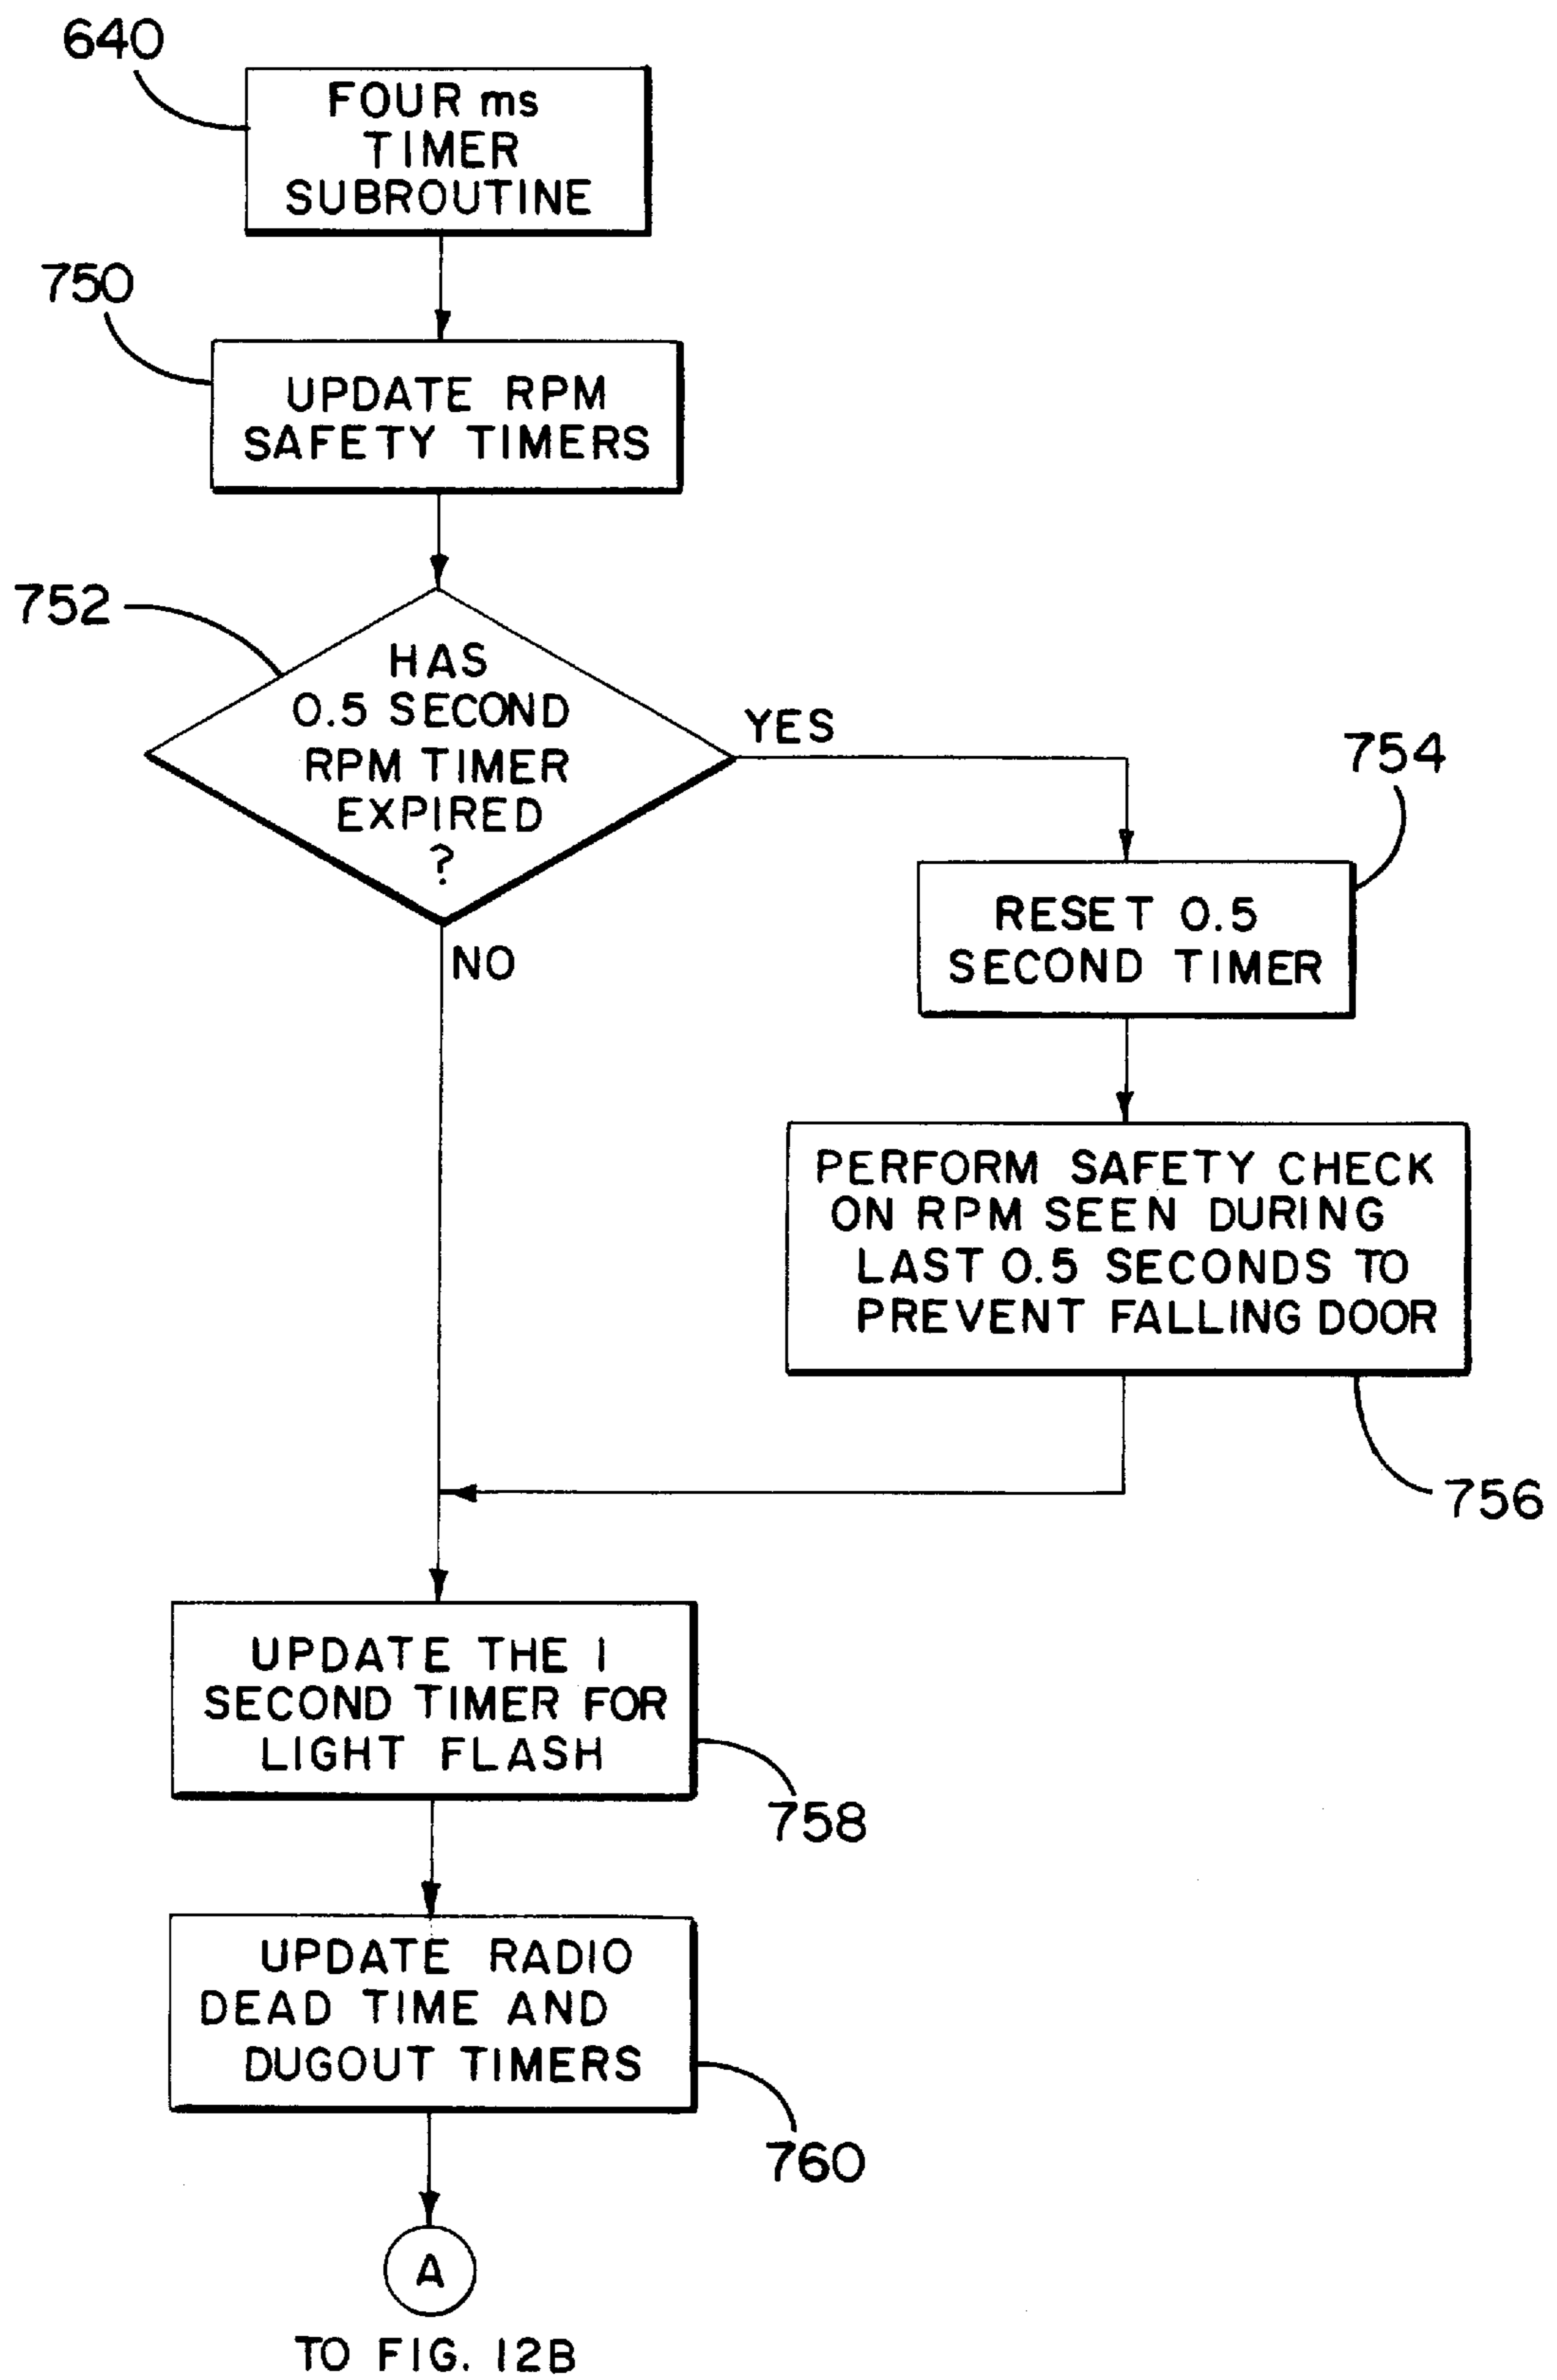 640
FOUR ms
TIMER
SUBROUTINE
750
UPDATE RPM
SAFETY TIMERS
752
HAS
0.5 SECOND
RPM TIMER
EXPIRED
?
YES
NO
754
RESET 0.5
SECOND TIMER
PERFORM SAFETY CHECK
ON RPM SEEN DURING
LAST 0.5 SECONDS TO
PREVENT FALLING DOOR
756
UPDATE THE 1
SECOND TIMER FOR
LIGHT FLASH
758
UPDATE RADIO
DEAD TIME AND
DUGOUT TIMERS
760
A
TO FIG. 12B